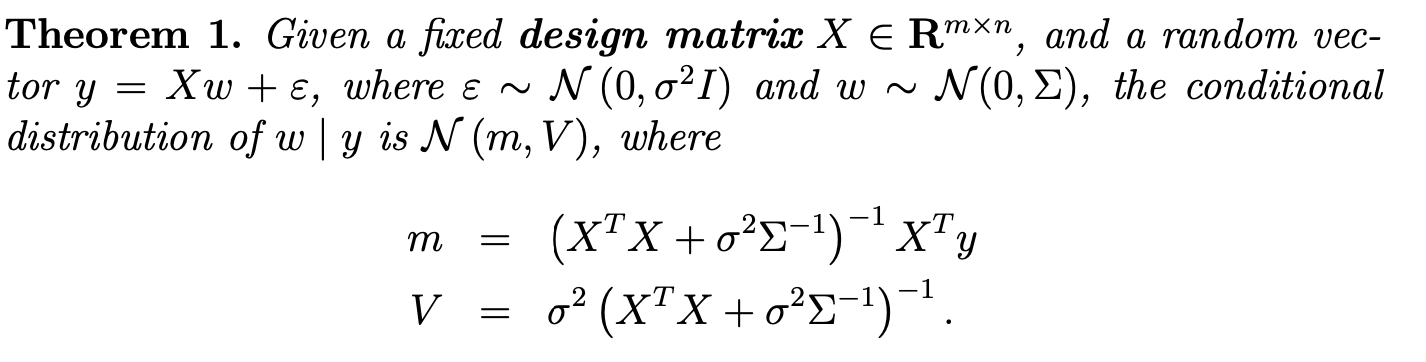 Theorem 1. Given a fixed design matrix X ∈ R^{m×n}, and a random vec-
tor y = Xw + ε, where ε ∼ 𝒩(0, σ²I) and w ∼ 𝒩(0, Σ), the conditional
distribution of w | y is 𝒩(m, V), where
m = (X^T X + σ²Σ^{-1})^{-1} X^T y
V = σ² (X^T X + σ²Σ^{-1})^{-1}.